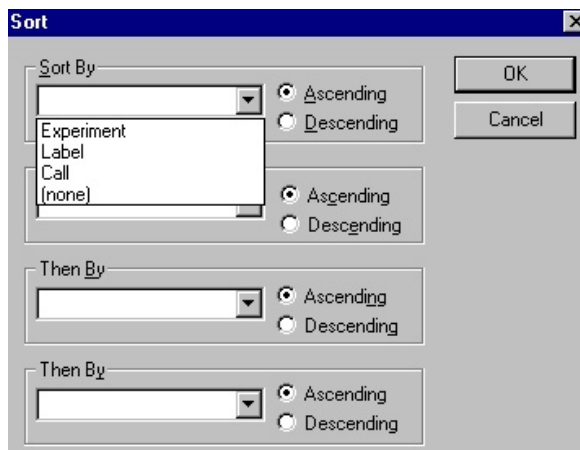 Sort
Sort By
Ascending
Descending
OK
Cancel
Experiment
Label
Call
(none)
Ascending
Descending
Then By
Ascending
Descending
Then By
Ascending
Descending